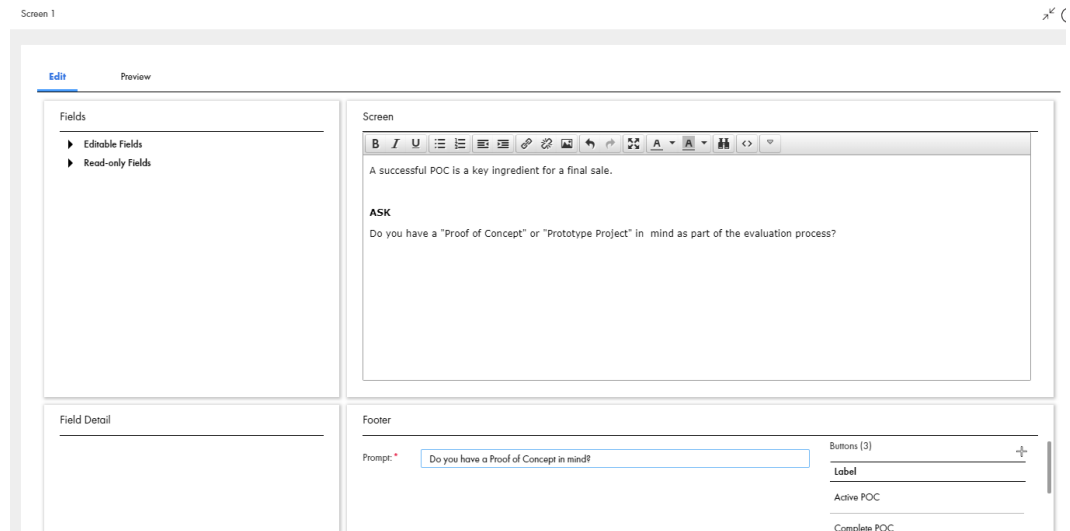 Screen 1
Edit
Preview
Fields
Editable Fields
Read-only Fields
Screen
B I U
A A
A successful POC is a key ingredient for a final sale.
ASK
Do you have a "Proof of Concept" or "Prototype Project" in  mind as part of the evaluation process?
Field Detail
Footer
Prompt: *
Do you have a Proof of Concept in mind?
Buttons (3)
Label
Active POC
Complete POC